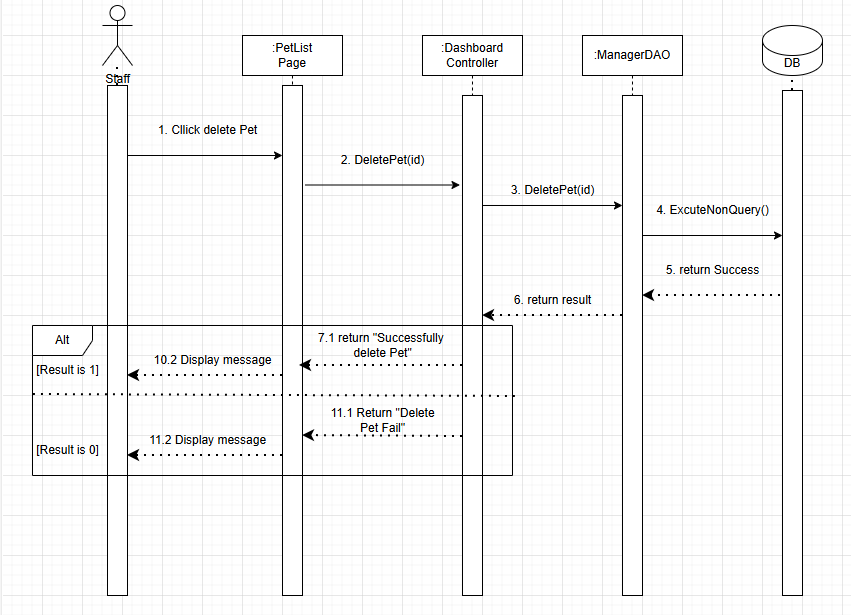 Staff
:PetList
Page
:Dashboard
Controller
:ManagerDAO
DB
1. Cllick delete Pet
2. DeletePet(id)
3. DeletePet(id)
4. ExcuteNonQuery()
5. return Success
6. return result
Alt
[Result is 1]
7.1 return "Successfully
delete Pet"
10.2 Display message
11.1 Return "Delete
Pet Fail"
11.2 Display message
[Result is 0]